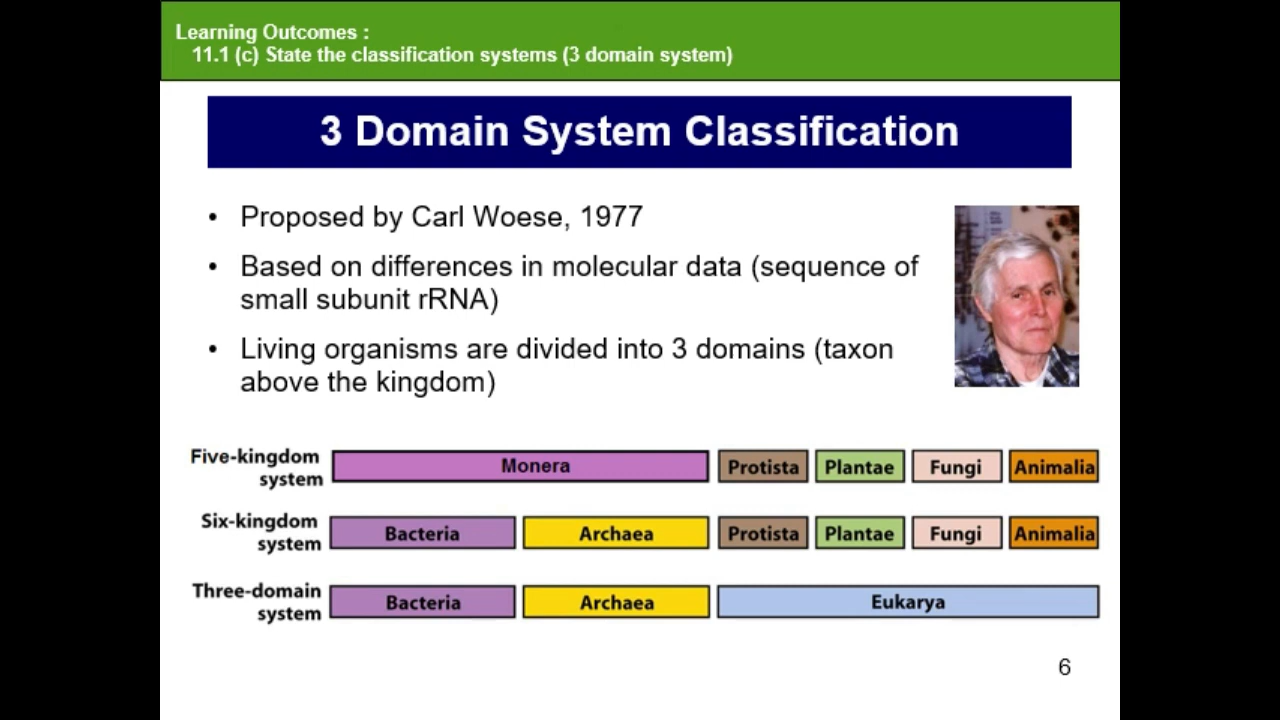 Learning Outcomes :
11.1 (c) State the classification systems (3 domain system)
3 Domain System Classification
• Proposed by Carl Woese, 1977
• Based on differences in molecular data (sequence of
small subunit rRNA)
• Living organisms are divided into 3 domains (taxon
above the kingdom)
Five-kingdom
system
Monera Protista Plantae Fungi Animalia
Six-kingdom
system
Bacteria Archaea Protista Plantae Fungi Animalia
Three-domain
system
Bacteria Archaea Eukarya
6